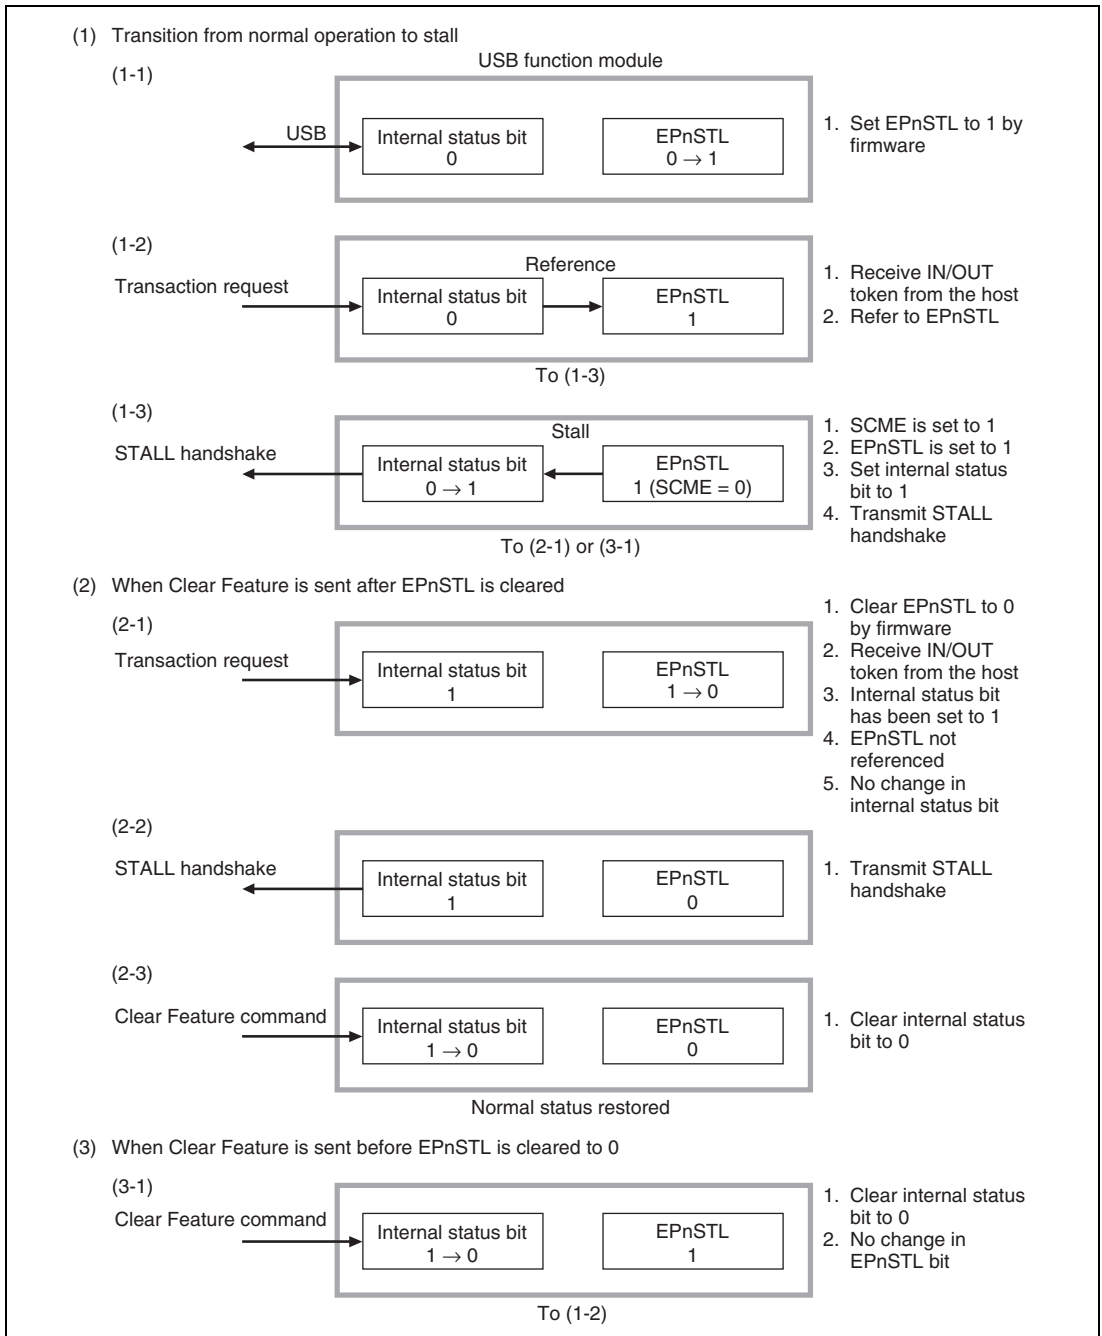 (1) Transition from normal operation to stall
USB function module
(1-1)
USB
Internal status bit
0
EPnSTL
0 → 1
1. Set EPnSTL to 1 by
firmware
(1-2)
Transaction request
Reference
Internal status bit
0
EPnSTL
1
1. Receive IN/OUT
token from the host
2. Refer to EPnSTL
To (1-3)
(1-3)
STALL handshake
Stall
Internal status bit
0 → 1
EPnSTL
1 (SCME = 0)
1. SCME is set to 1
2. EPnSTL is set to 1
3. Set internal status
bit to 1
4. Transmit STALL
handshake
To (2-1) or (3-1)
(2) When Clear Feature is sent after EPnSTL is cleared
(2-1)
Transaction request
Internal status bit
1
EPnSTL
1 → 0
1. Clear EPnSTL to 0
by firmware
2. Receive IN/OUT
token from the host
3. Internal status bit
has been set to 1
4. EPnSTL not
referenced
5. No change in
internal status bit
(2-2)
STALL handshake
Internal status bit
1
EPnSTL
0
1. Transmit STALL
handshake
(2-3)
Clear Feature command
Internal status bit
1 → 0
EPnSTL
0
1. Clear internal status
bit to 0
Normal status restored
(3) When Clear Feature is sent before EPnSTL is cleared to 0
(3-1)
Clear Feature command
Internal status bit
1 → 0
EPnSTL
1
1. Clear internal status
bit to 0
2. No change in
EPnSTL bit
To (1-2)